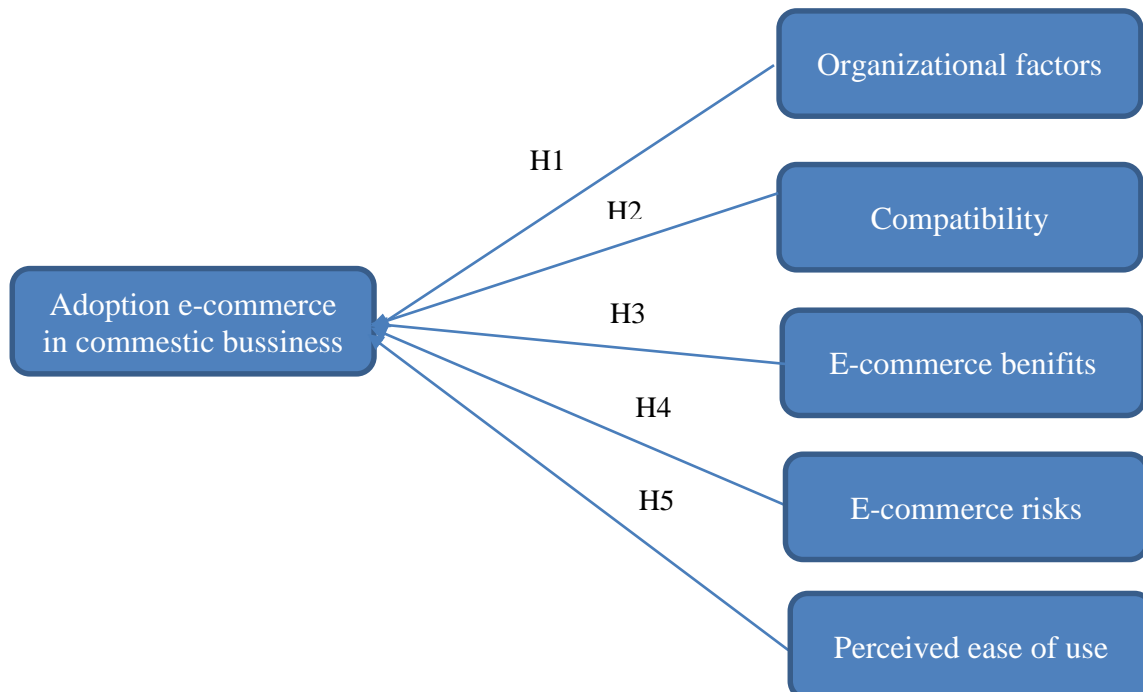 Organizational factors
H1
H2
Compatibility
Adoption e-commerce
in commestic bussiness
H3
E-commerce benifits
H4
E-commerce risks
H5
Perceived ease of use